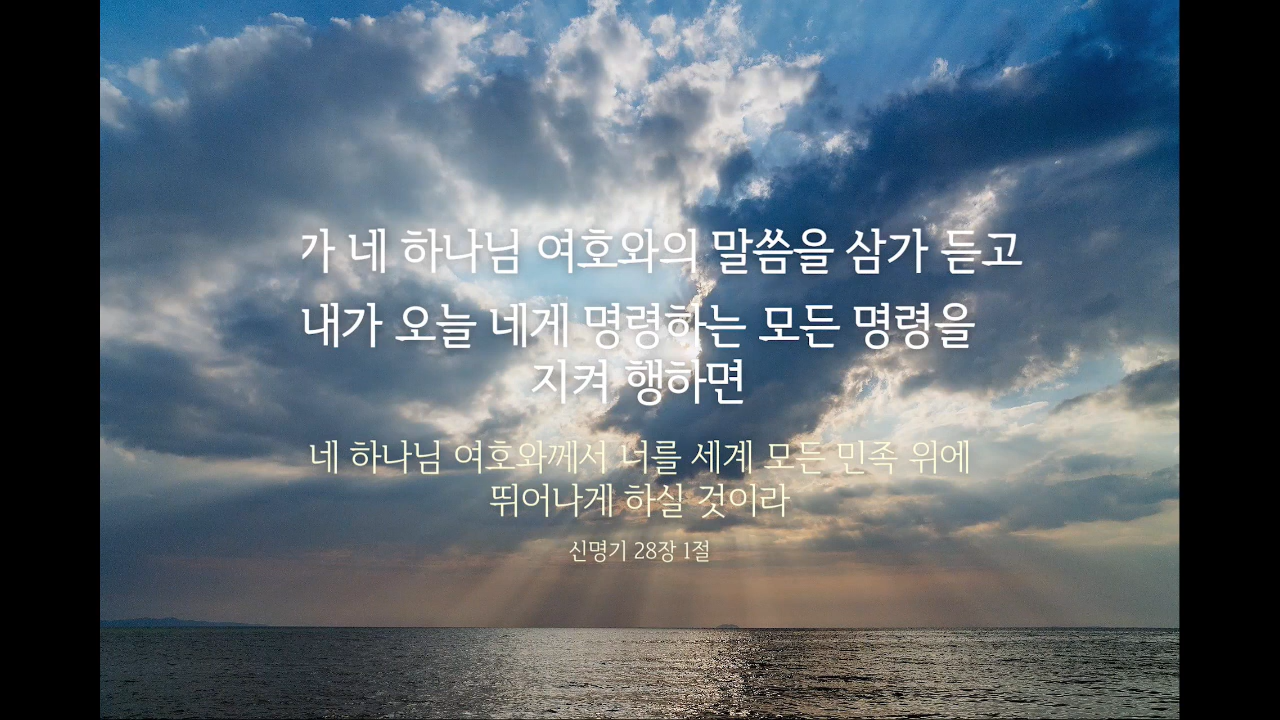 가 네 하나님 여호와의 말씀을 삼가 듣고
내가 오늘 네게 명령하는 모든 명령을
지켜 행하면
네 하나님 여호와께서 너를 세계 모든 민족 위에
뛰어나게 하실 것이라
신명기 28장 1절